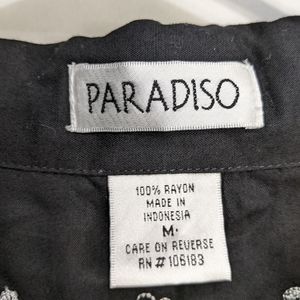 PARADISO
100% RAYON
MADE IN
INDONESIA
M·
CARE ON REVERSE
RN # 106183